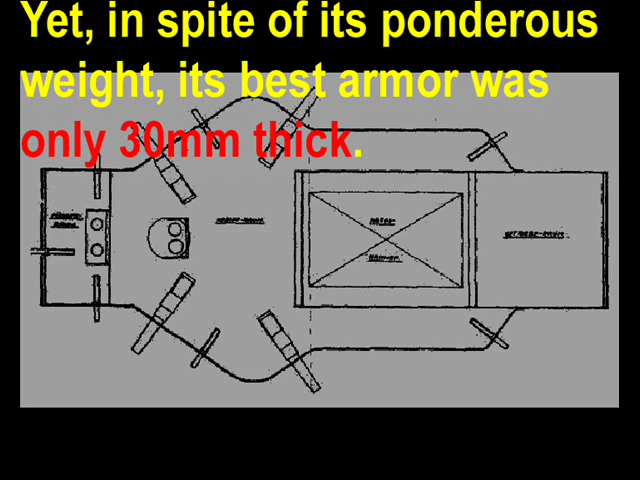 Yet, in spite of its ponderous
weight, its best armor was
only 30mm thick.